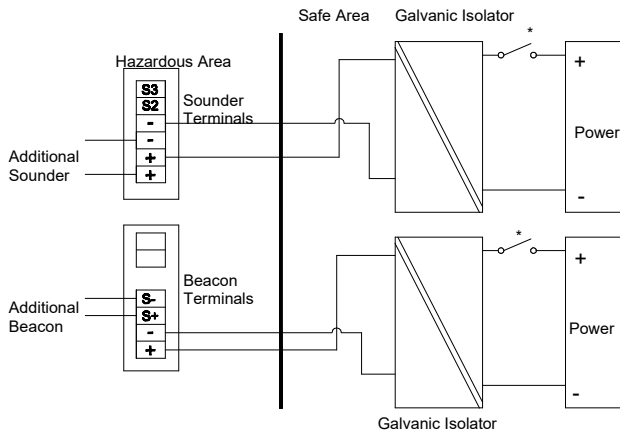 Safe Area
Galvanic Isolator
*
Hazardous Area
S3
S2
-
-
+
+
Sounder
Terminals
Additional
Sounder
+
Power
-
*
Beacon
Terminals
S-
S+
-
+
Additional
Beacon
+
Power
-
Galvanic Isolator